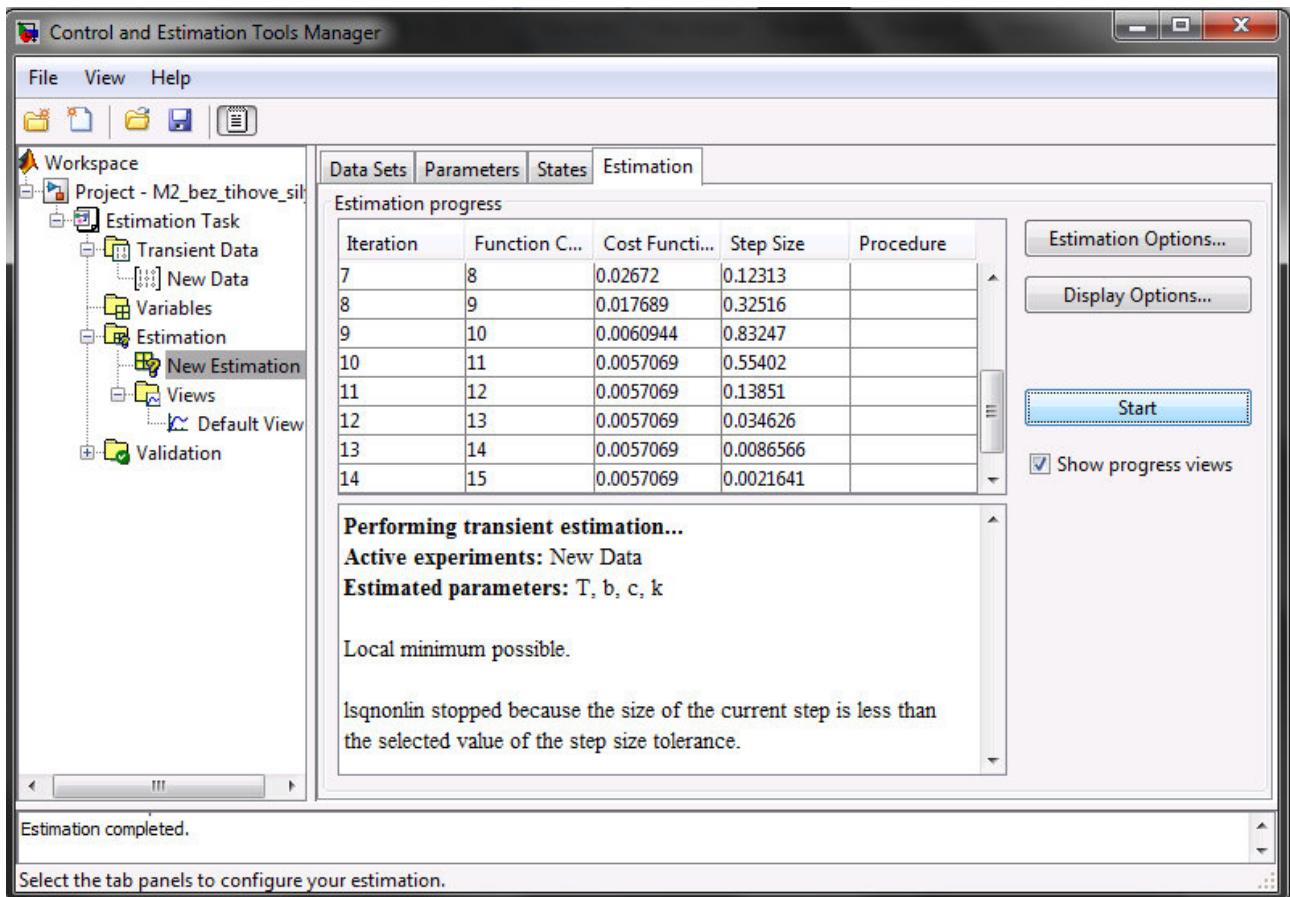 Control and Estimation Tools Manager
File View Help
Workspace
Project - M2_bez_tihove_sily
Estimation Task
Transient Data
New Data
Variables
Estimation
New Estimation
Views
Default View
Validation
Data Sets Parameters States Estimation
Estimation progress
Iteration Function C... Cost Functi... Step Size Procedure
7 8 0.02672 0.12313
8 9 0.017689 0.32516
9 10 0.0060944 0.83247
10 11 0.0057069 0.55402
11 12 0.0057069 0.13851
12 13 0.0057069 0.034626
13 14 0.0057069 0.0086566
14 15 0.0057069 0.0021641
Estimation Options...
Display Options...
Start
Show progress views
Performing transient estimation...
Active experiments: New Data
Estimated parameters: T, b, c, k
Local minimum possible.
lsqnonlin stopped because the size of the current step is less than
the selected value of the step size tolerance.
Estimation completed.
Select the tab panels to configure your estimation.